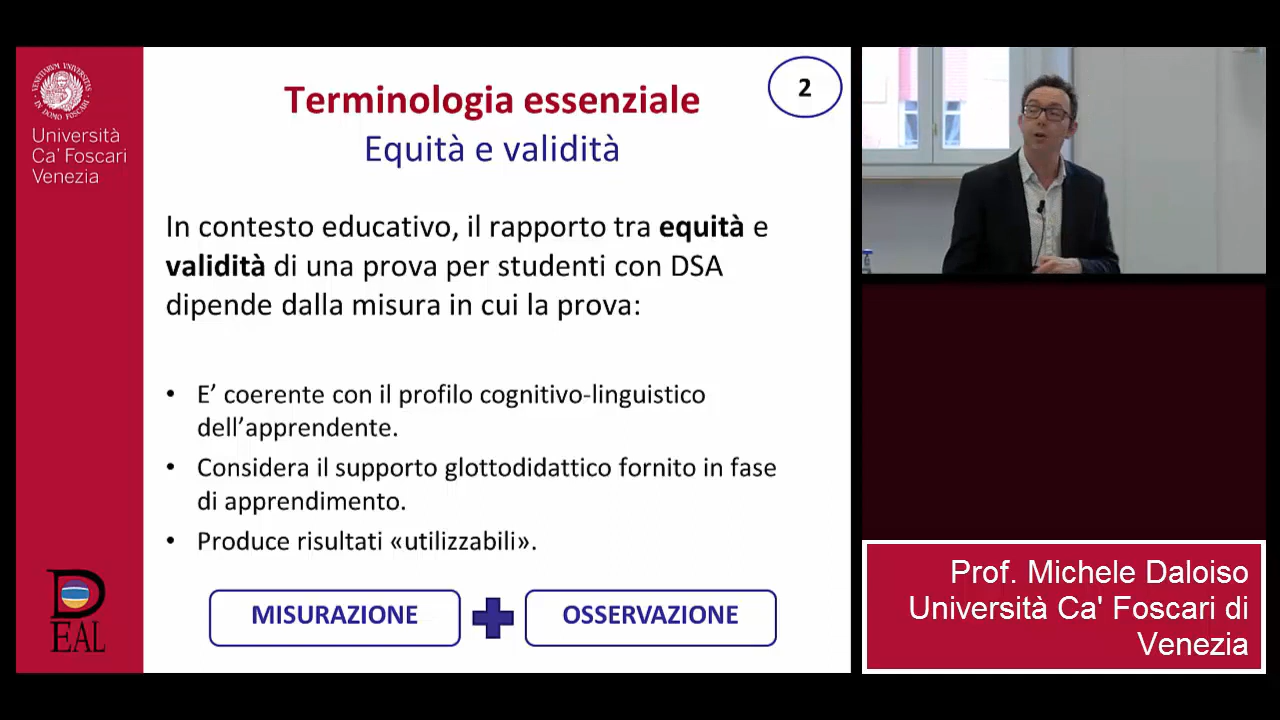 Università
Ca' Foscari
Venezia
2
Terminologia essenziale
Equità e validità
In contesto educativo, il rapporto tra equità e
validità di una prova per studenti con DSA
dipende dalla misura in cui la prova:
• E’ coerente con il profilo cognitivo-linguistico
dell’apprendente.
• Considera il supporto glottodidattico fornito in fase
di apprendimento.
• Produce risultati «utilizzabili».
MISURAZIONE
OSSERVAZIONE
DEAL
Prof. Michele Daloiso
Università Ca' Foscari di
Venezia